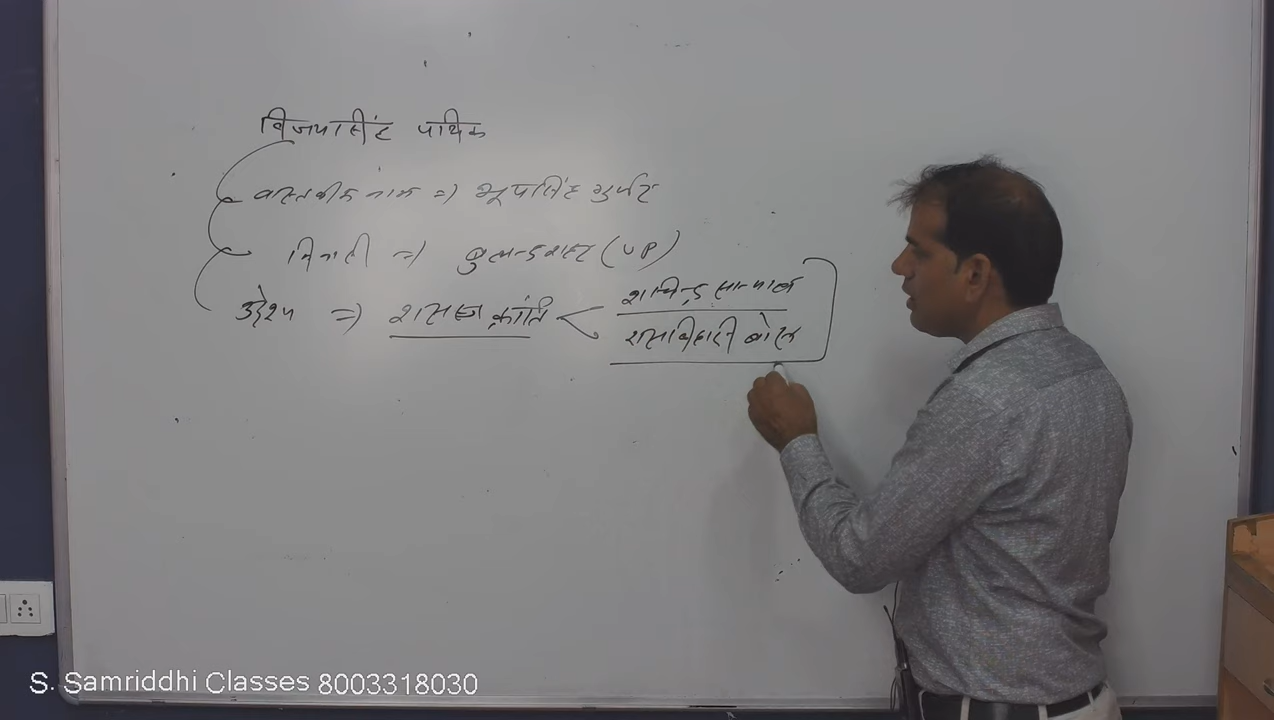 विजयसिंह पथिक
वास्तवीक नाम => भूपसिंह गुर्जर
निवासी => बुलन्दशहर (UP)
उद्देश्य => सशस्त्र क्रांति
शचिन्द्र सान्याल
रासबिहारी बोस
S. Samriddhi Classes 8003318030